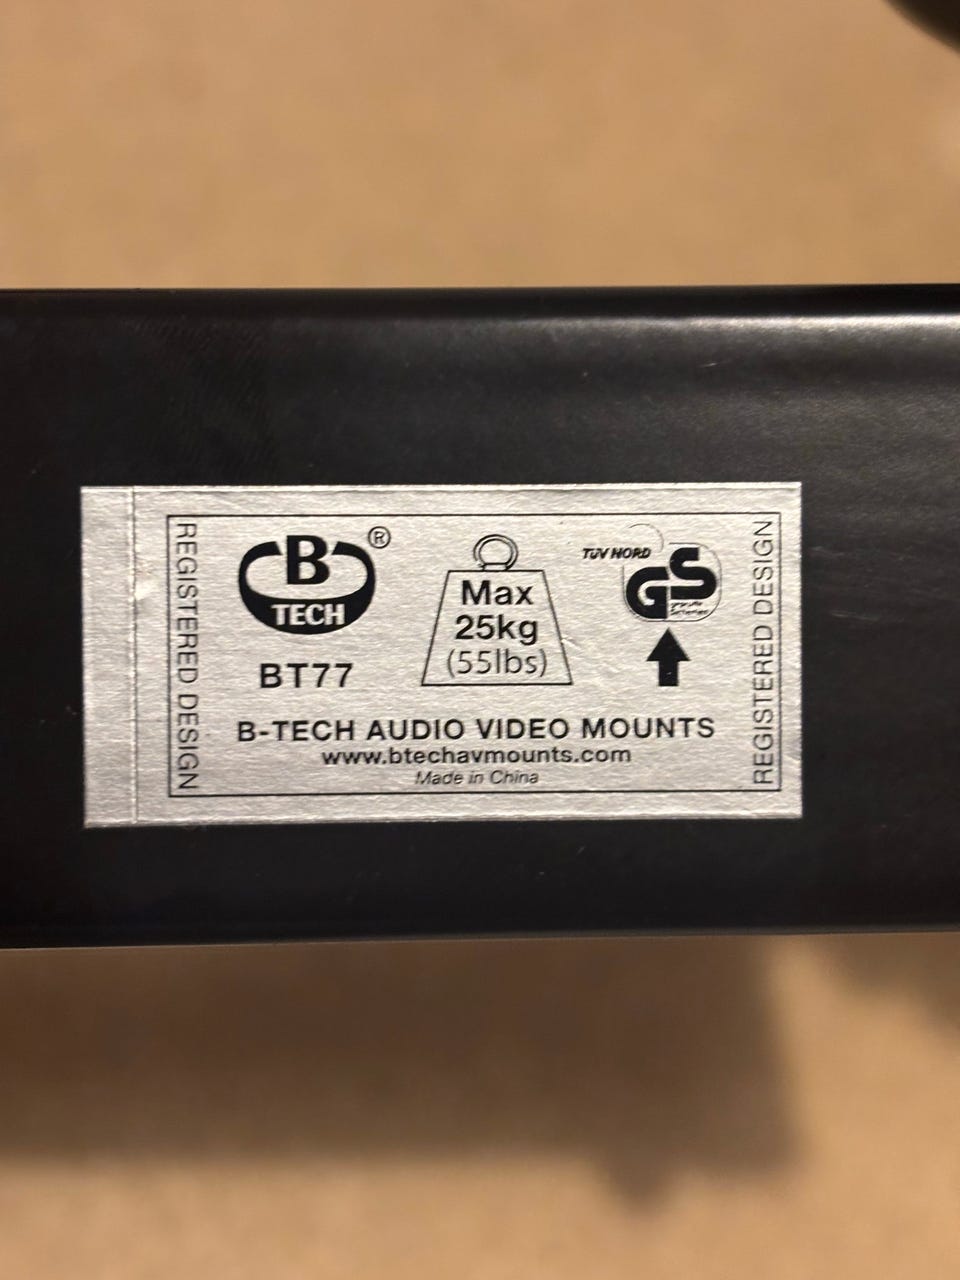 REGISTERED DESIGN
B
TECH
®
BT77
Max
25kg
(55lbs)
TÜV NORD
GS
B-TECH AUDIO VIDEO MOUNTS
www.btechavmounts.com
Made in China
REGISTERED DESIGN